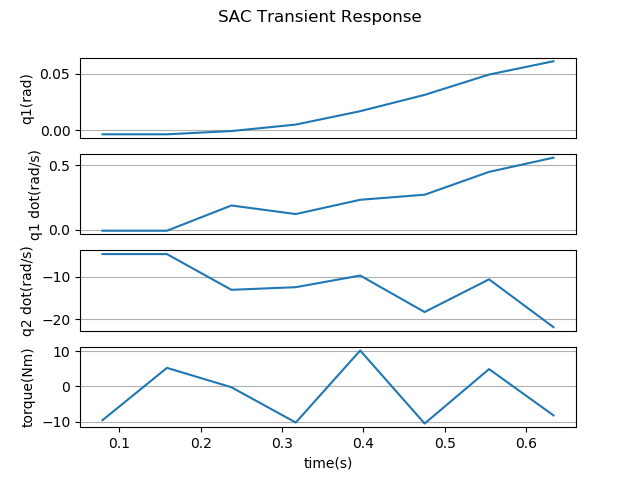 SAC Transient Response
q1(rad)
0.05
0.00
q1 dot(rad/s)
0.5
0.0
q2 dot(rad/s)
−10
−20
torque(Nm)
10
0
−10
0.1 0.2 0.3 0.4 0.5 0.6
time(s)